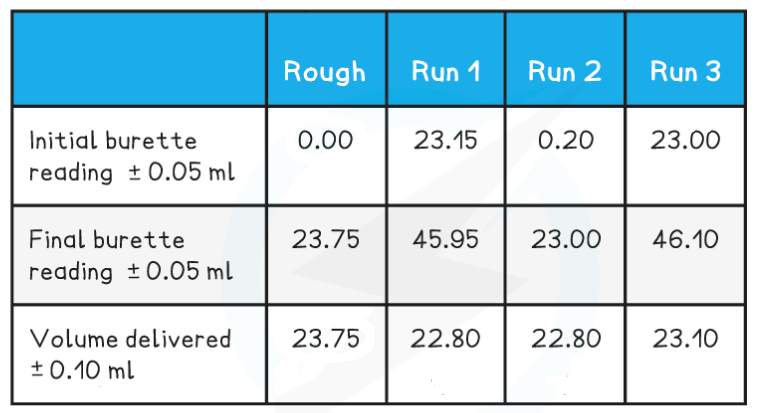 Rough Run 1 Run 2 Run 3
Initial burette
reading ± 0.05 ml 0.00 23.15 0.20 23.00
Final burette
reading ± 0.05 ml 23.75 45.95 23.00 46.10
Volume delivered
± 0.10 ml 23.75 22.80 22.80 23.10